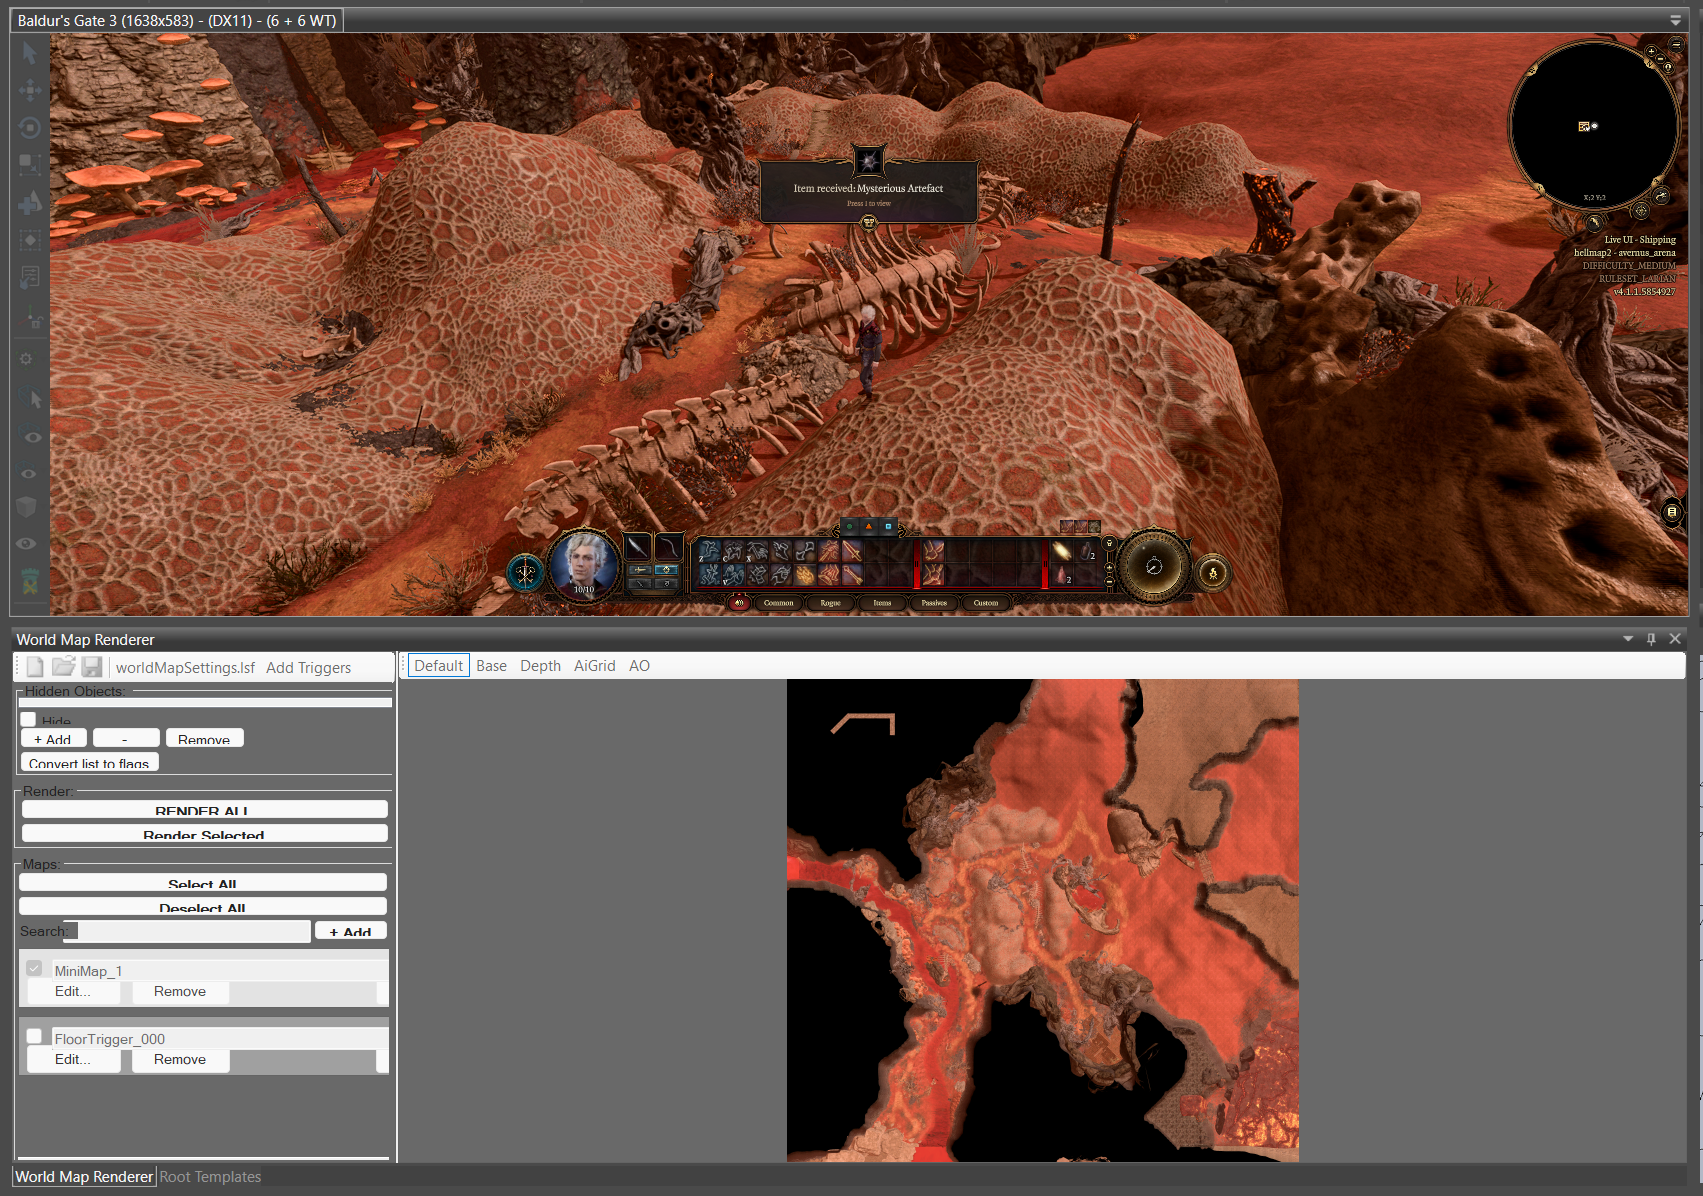 Baldur's Gate 3 (1638x583) - (DX11) - (6 + 6 WT)
Item received: Mysterious Artefact
Press I to view
X:2 Y:2
Live UI - Shipping
hellmap2 - avernus_arena
DIFFICULTY_MEDIUM
RULESET_LARIAN
v4.1.1.5854927
10/10
Z
C
X
V
2
2
Common
Rogue
Items
Passives
Custom
World Map Renderer
worldMapSettings.lsf
Add Triggers
Default
Base
Depth
AiGrid
AO
Hidden Objects:
Hide
+ Add
-
Remove
Convert list to flags
Render:
RENDER ALL
Render Selected
Maps:
Select All
Deselect All
Search:
+ Add
MiniMap_1
Edit...
Remove
FloorTrigger_000
Edit...
Remove
World Map Renderer
Root Templates